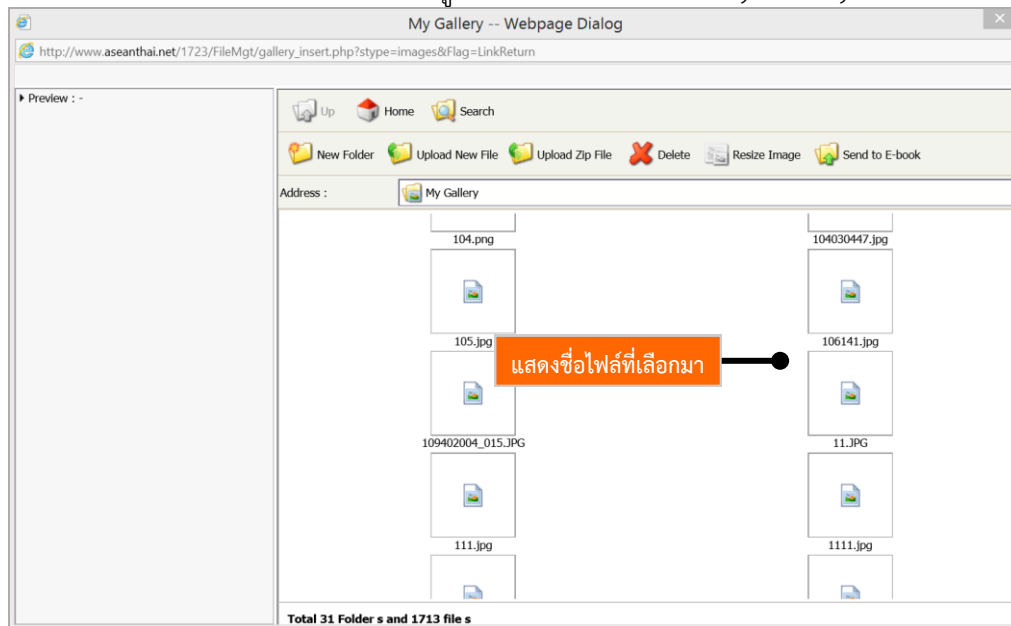 My Gallery -- Webpage Dialog
http://www.aseanthai.net/1723/FileMgt/gallery_insert.php?stype=images&Flag=LinkReturn
Preview : -
Up Home Search
New Folder Upload New File Upload Zip File Delete Resize Image Send to E-book
Address : My Gallery
104.png 104030447.jpg
105.jpg 106141.jpg
แสดงชื่อไฟล์ที่เลือกมา
109402004_015.JPG 11.JPG
111.jpg 1111.jpg
Total 31 Folder s and 1713 file s